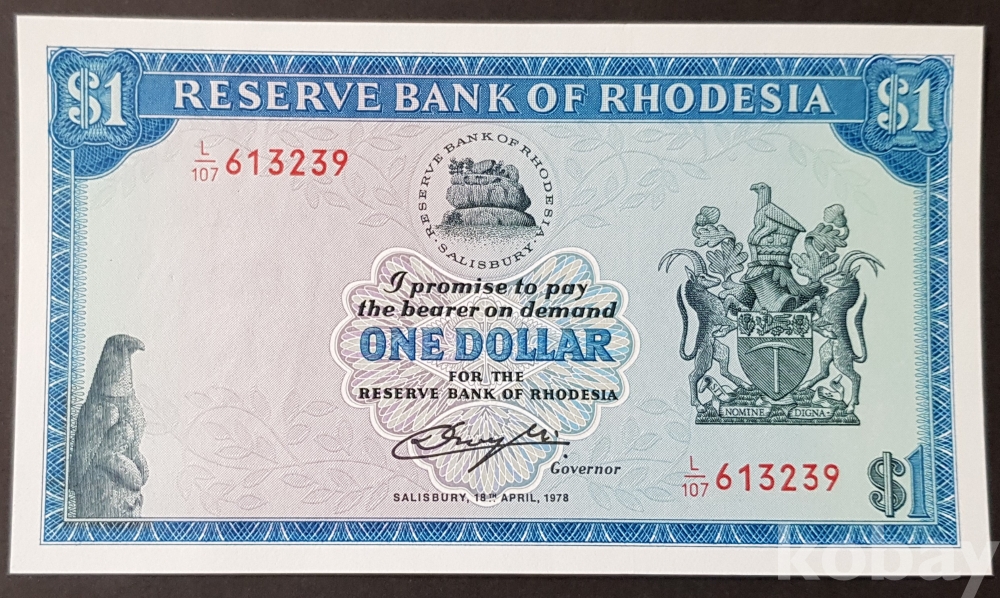 $1 RESERVE BANK OF RHODESIA $1
L/107 613239
RESERVE BANK OF RHODESIA
· SALISBURY ·
I promise to pay
the bearer on demand
ONE DOLLAR
FOR THE
RESERVE BANK OF RHODESIA
NOMINE DIGNA
Governor
L/107 613239
$1
SALISBURY, 18TH APRIL, 1978
kobay